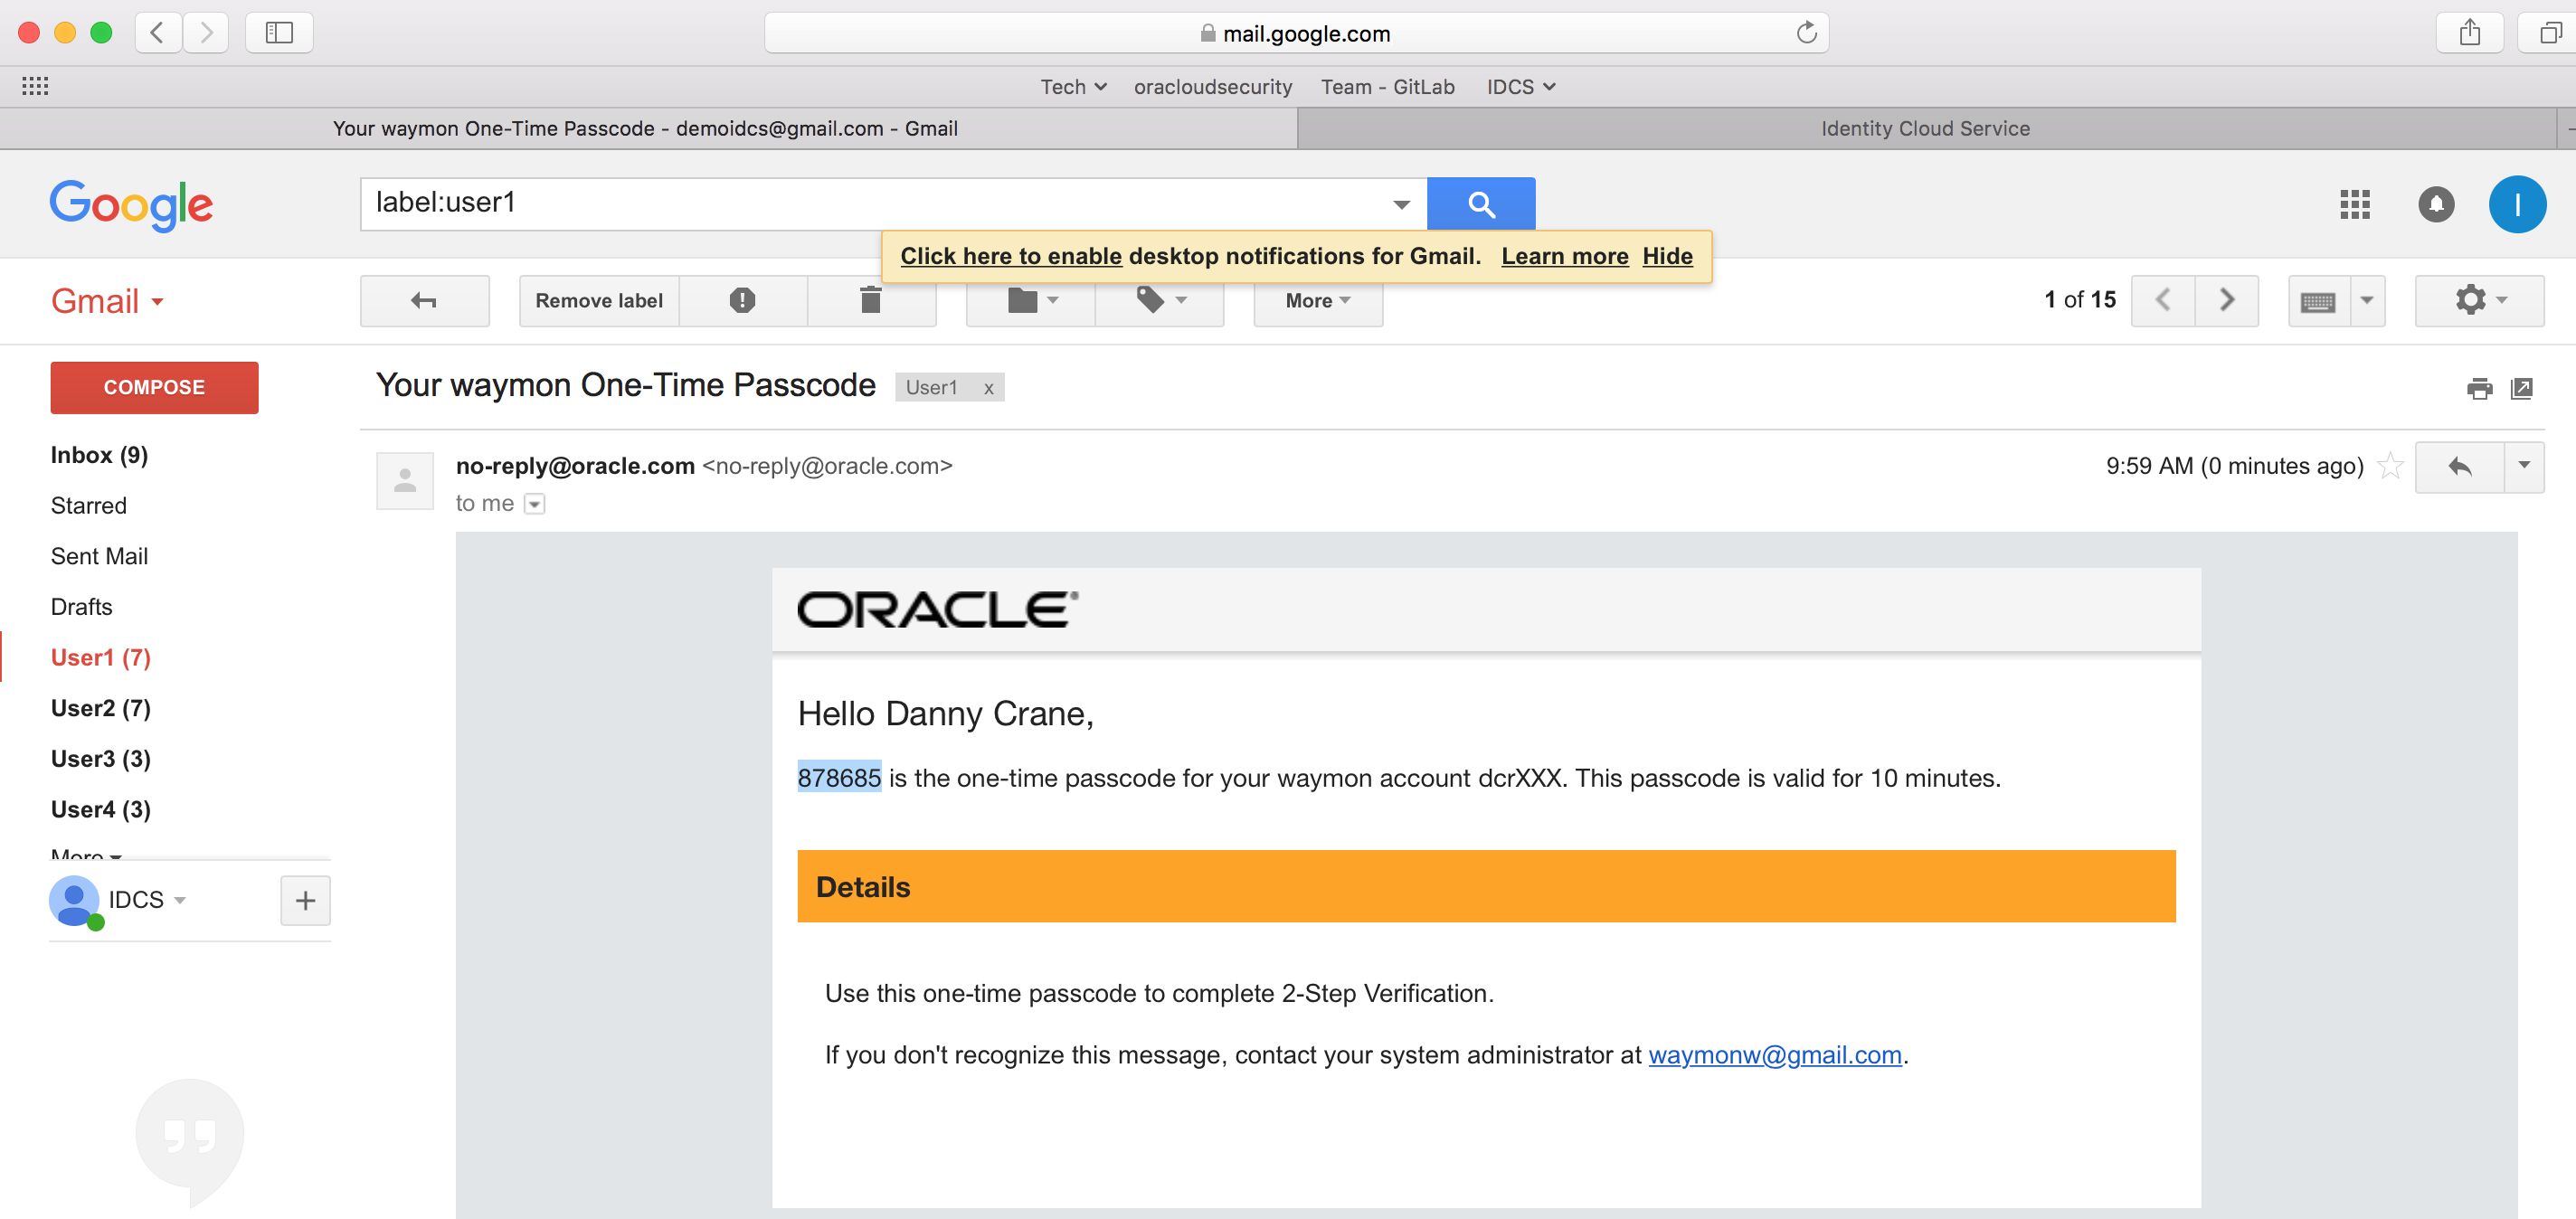 mail.google.com
Tech oracloudsecurity Team - GitLab IDCS
Your waymon One-Time Passcode - demoidcs@gmail.com - Gmail Identity Cloud Service
Google label:user1 I
Click here to enable desktop notifications for Gmail. Learn more Hide
Gmail Remove label More 1 of 15
COMPOSE
Your waymon One-Time Passcode User1 x
Inbox (9)
Starred
Sent Mail
Drafts
User1 (7)
User2 (7)
User3 (3)
User4 (3)
More
IDCS
no-reply@oracle.com <no-reply@oracle.com> 9:59 AM (0 minutes ago)
to me
ORACLE
Hello Danny Crane,
878685 is the one-time passcode for your waymon account dcrXXX. This passcode is valid for 10 minutes.
Details
Use this one-time passcode to complete 2-Step Verification.
If you don't recognize this message, contact your system administrator at waymonw@gmail.com.